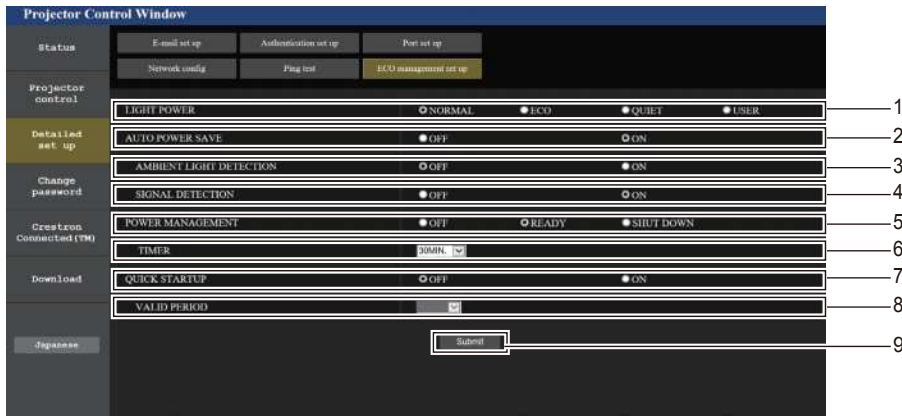 Projector Control Window
Status
E-mail set up
Authentication set up
Port set up
Network config
Ping test
ECO management set up
Projector control
Detailed set up
Change password
Crestron Connected(TM)
Download
Japanese
LIGHT POWER NORMAL ECO QUIET USER 1
AUTO POWER SAVE OFF ON 2
AMBIENT LIGHT DETECTION OFF ON 3
SIGNAL DETECTION OFF ON 4
POWER MANAGEMENT OFF READY SHUT DOWN 5
TIMER 30MIN. 6
QUICK STARTUP OFF ON 7
VALID PERIOD 8
Submit 9